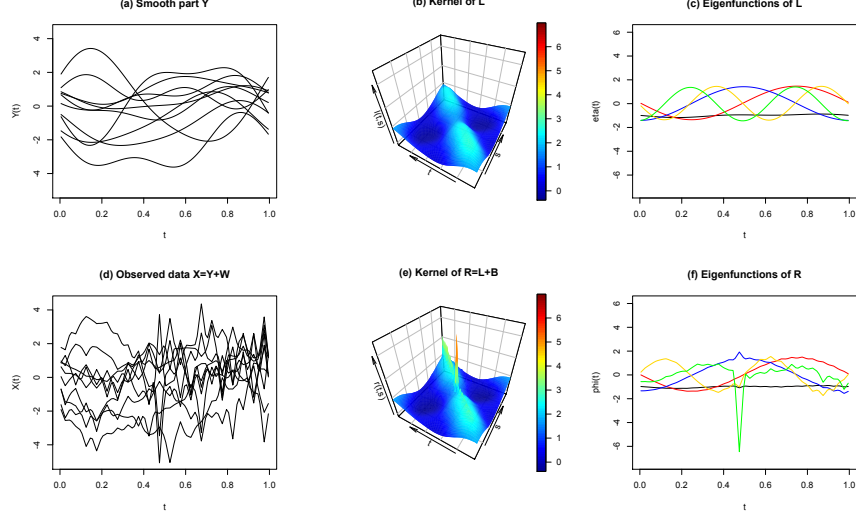 (a) Smooth part Y
(b) Kernel of L
(c) Eigenfunctions of L
Y(t)
4
2
0
-2
-4
0.0 0.2 0.4 0.6 0.8 1.0
t
γ(t,s)
t
s
6
5
4
3
2
1
0
eta(t)
6
4
2
0
-2
-4
-6
0.0 0.2 0.4 0.6 0.8 1.0
t
(d) Observed data X=Y+W
(e) Kernel of R=L+B
(f) Eigenfunctions of R
X(t)
4
2
0
-2
-4
0.0 0.2 0.4 0.6 0.8 1.0
t
γ(t,s)
t
s
6
5
4
3
2
1
0
phi(t)
6
4
2
0
-2
-4
-6
0.0 0.2 0.4 0.6 0.8 1.0
t